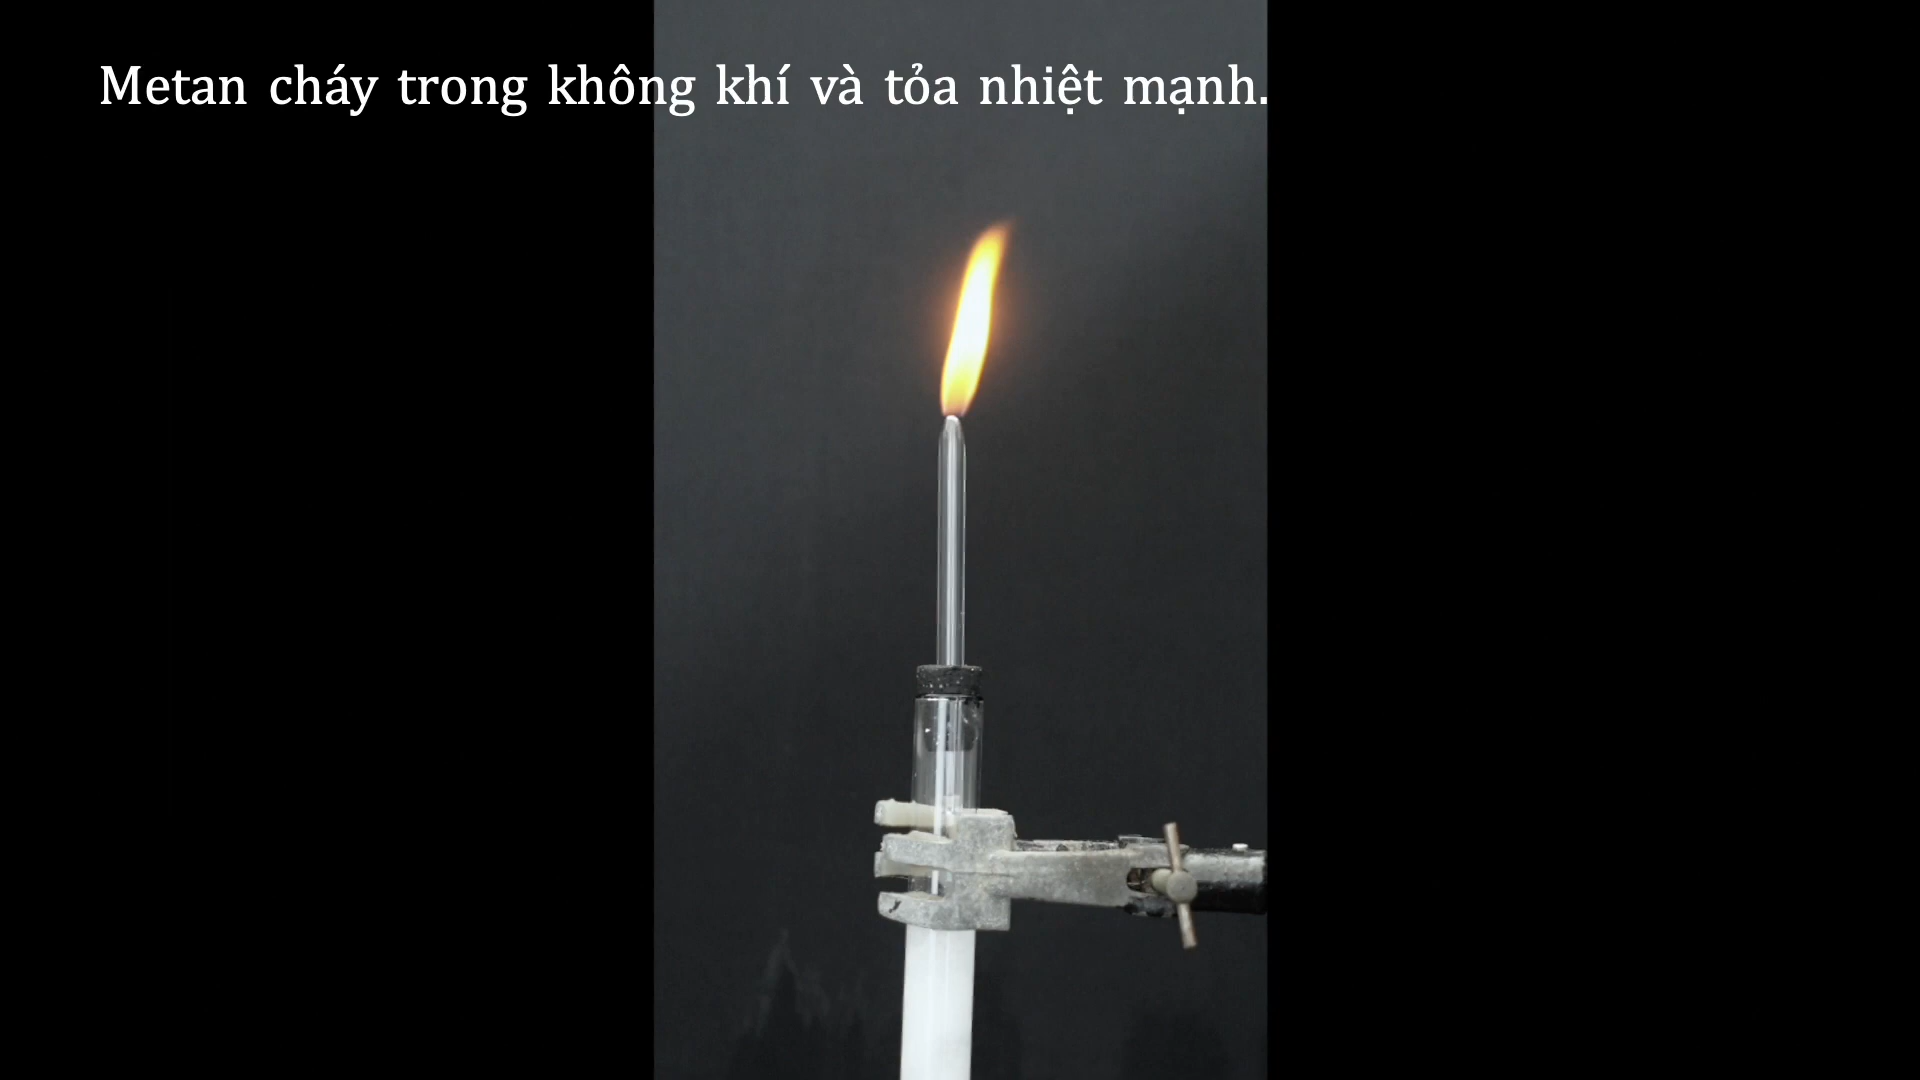 Metan cháy trong không khí và tỏa nhiệt mạnh.